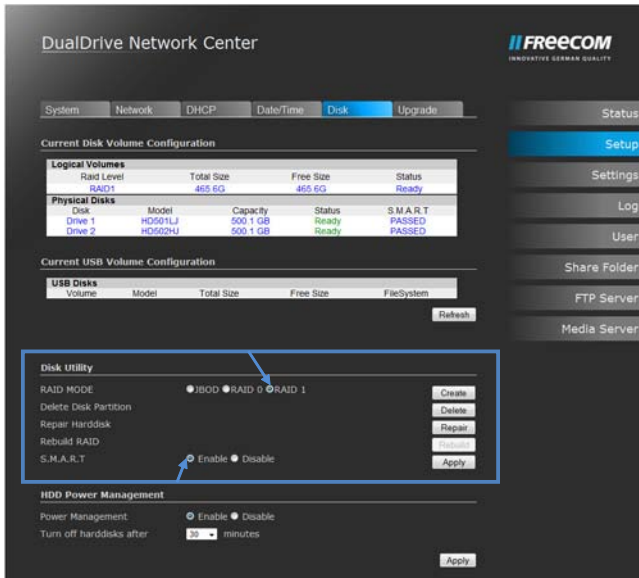 DualDrive Network Center
FREECOM
INNOVATIVE GERMAN QUALITY
System Network DHCP Date/Time Disk Upgrade
Status
Setup
Settings
Log
User
Share Folder
FTP Server
Media Server
Current Disk Volume Configuration
Logical Volumes
Raid Level Total Size Free Size Status
RAID1 465.6G 465.6G Ready
Physical Disks
Disk Model Capacity Status S.M.A.R.T
Drive 1 HD501LJ 500.1 GB Ready PASSED
Drive 2 HD502HJ 500.1 GB Ready PASSED
Current USB Volume Configuration
USB Disks
Volume Model Total Size Free Size FileSystem
Refresh
Disk Utility
RAID MODE JBOD RAID 0 RAID 1 Create
Delete Disk Partition Delete
Repair Harddisk Repair
Rebuild RAID Rebuild
S.M.A.R.T Enable Disable Apply
HDD Power Management
Power Management Enable Disable
Turn off harddisks after 30 minutes
Apply